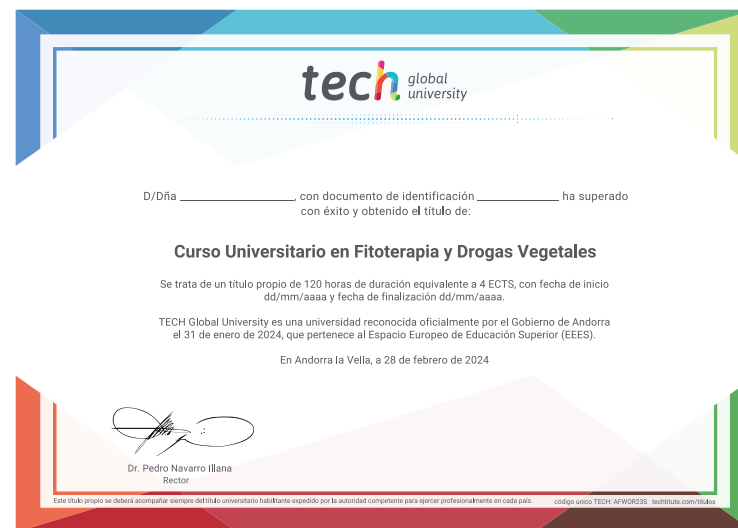 tech global university
D/Dña ____________________, con documento de identificación ______________ ha superado
con éxito y obtenido el título de:
Curso Universitario en Fitoterapia y Drogas Vegetales
Se trata de un título propio de 120 horas de duración equivalente a 4 ECTS, con fecha de inicio
dd/mm/aaaa y fecha de finalización dd/mm/aaaa.
TECH Global University es una universidad reconocida oficialmente por el Gobierno de Andorra
el 31 de enero de 2024, que pertenece al Espacio Europeo de Educación Superior (EEES).
En Andorra la Vella, a 28 de febrero de 2024
Dr. Pedro Navarro Illana
Rector
Este título propio se deberá acompañar siempre del título universitario habilitante expedido por la autoridad competente para ejercer profesionalmente en cada país. código único TECH: AFWOR23S techtitute.com/titulos